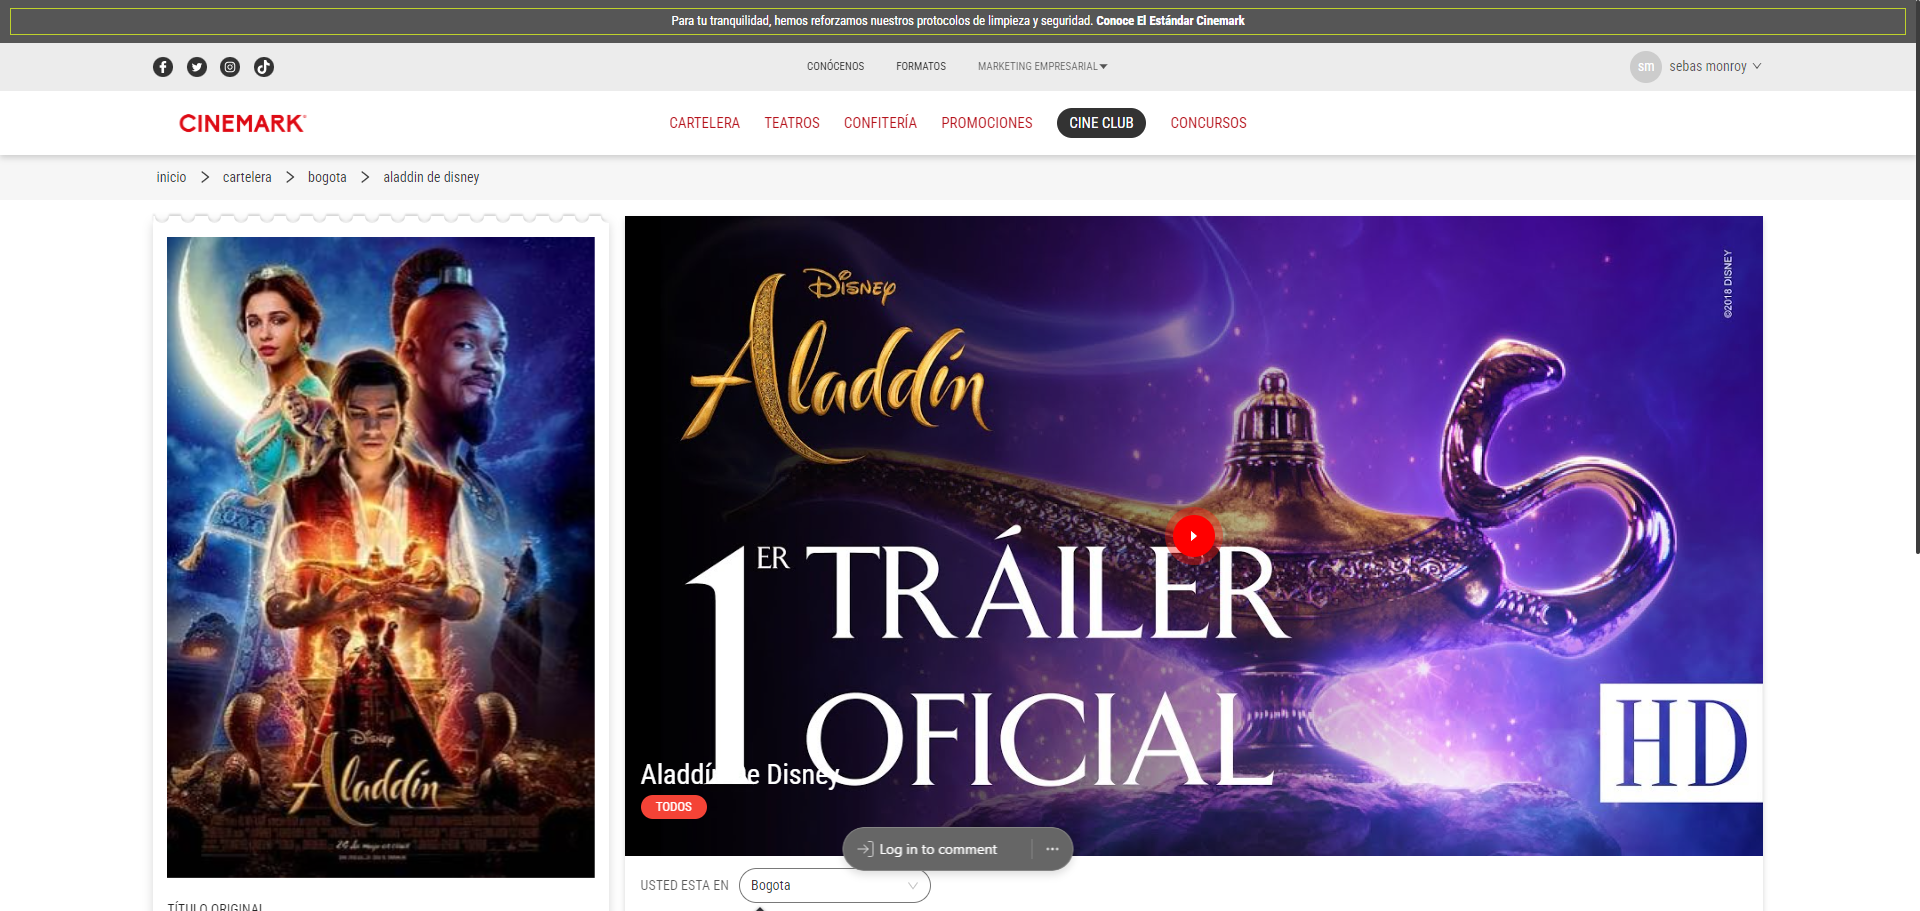 Para tu tranquilidad, hemos reforzamos nuestros protocolos de limpieza y seguridad. Conoce El Estándar Cinemark
CONÓCENOS FORMATOS MARKETING EMPRESARIAL
sm sebas monroy
CINEMARK
CARTELERA TEATROS CONFITERÍA PROMOCIONES CINE CLUB CONCURSOS
inicio > cartelera > bogota > aladdin de disney
Disney
Aladdin
24 de mayo en cines
TÍTULO ORIGINAL
©2018 DISNEY
Disney
Aladdín
1ER TRÁILER
OFICIAL
HD
Aladdín De Disney
TODOS
Log in to comment
USTED ESTA EN Bogota